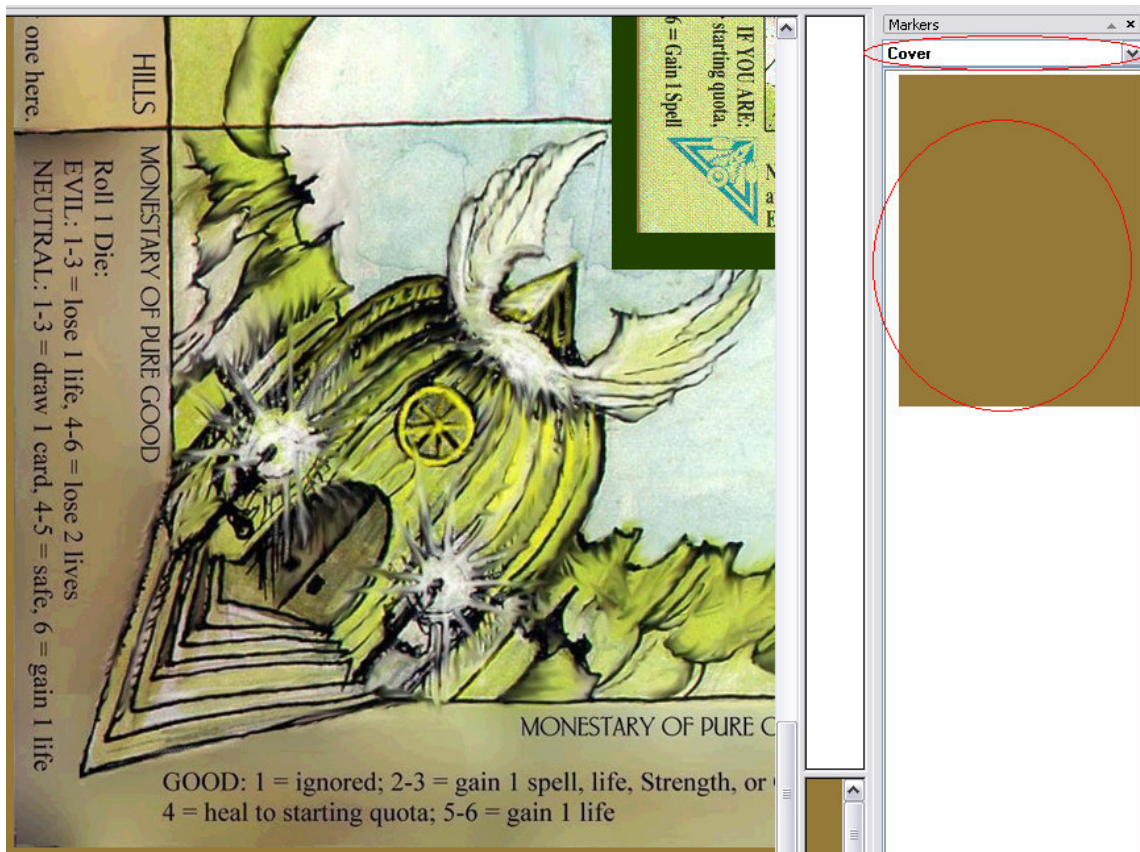 one here.
HILLS
MONESTARY OF PURE GOOD
Roll 1 Die:
EVIL: 1-3 = lose 1 life, 4-6 = lose 2 lives
NEUTRAL: 1-3 = draw 1 card, 4-5 = safe, 6 = gain 1 life
IF YOU ARE:
starting quota,
6 = Gain 1 Spell
MONESTARY OF PURE
GOOD: 1 = ignored; 2-3 = gain 1 spell, life, Strength, or
4 = heal to starting quota; 5-6 = gain 1 life
Markers
Cover